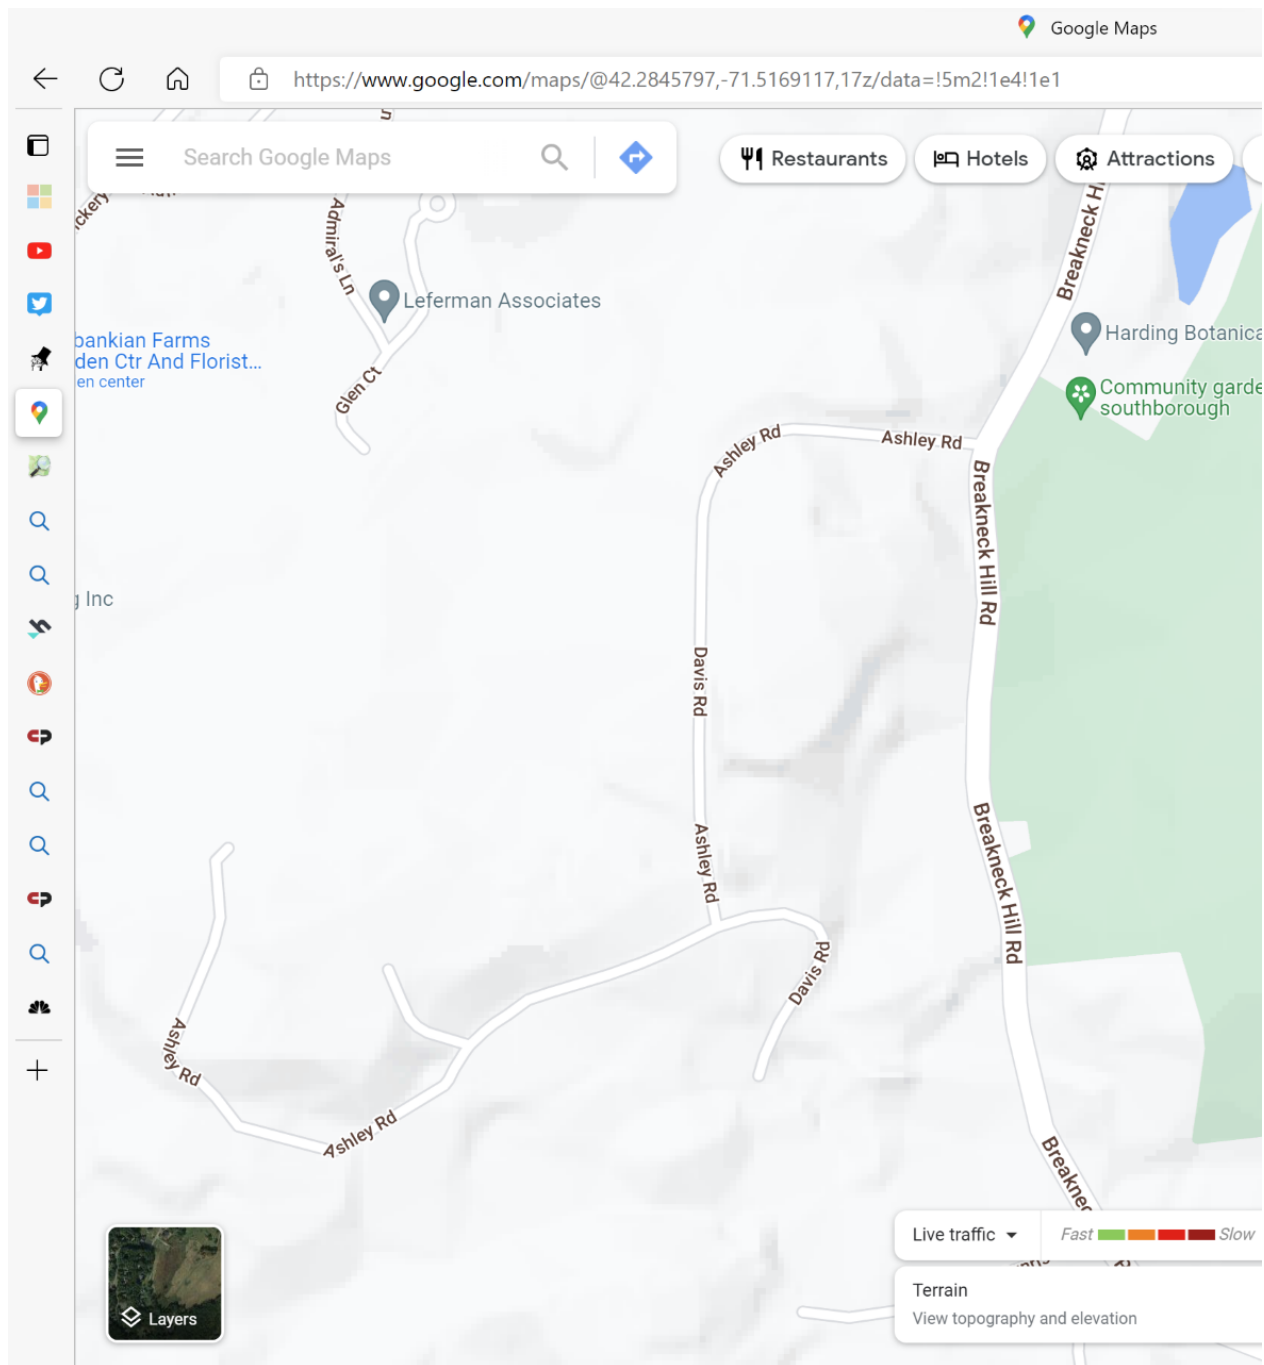 Google Maps
https://www.google.com/maps/@42.2845797,-71.5169117,17z/data=!5m2!1e4!1e1
Search Google Maps
Restaurants
Hotels
Attractions
ckery
Admiral's Ln
Breakneck H
Leferman Associates
Harding Botanica
bankian Farms
den Ctr And Florist...
en center
Glen Ct
Community garde
southborough
Ashley Rd
Ashley Rd
Breakneck Hill Rd
g Inc
Davis Rd
Ashley Rd
Breakneck Hill Rd
Davis Rd
Ashley Rd
Ashley Rd
Breaknec
Live traffic
Fast
Slow
Terrain
View topography and elevation
Layers